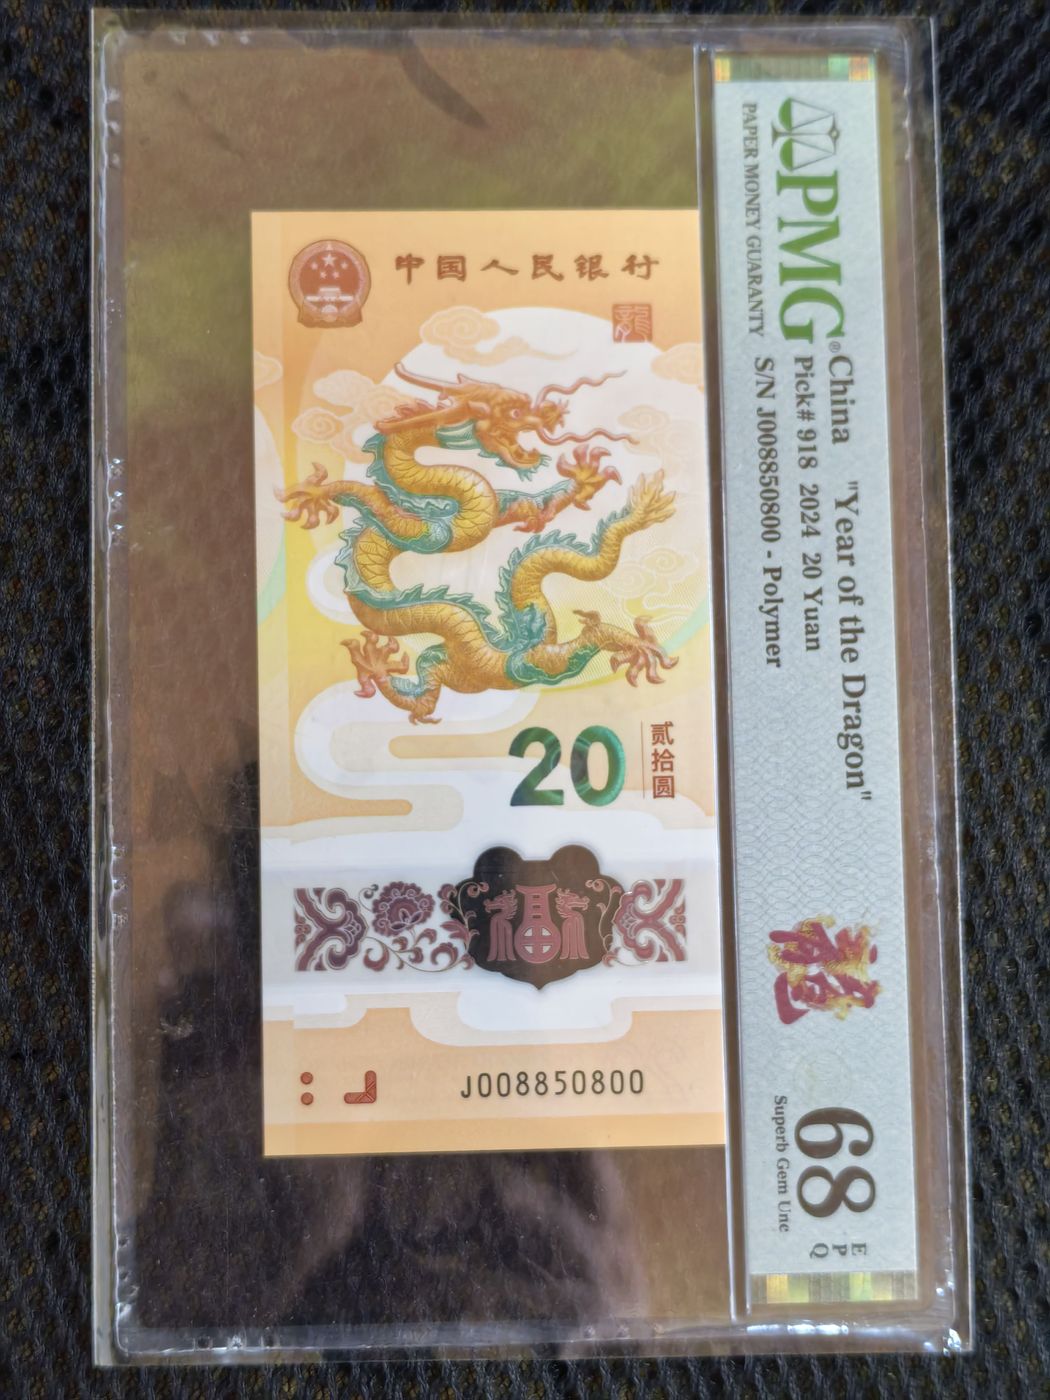 中国人民银行
龍
20
贰拾圆
J008850800
PMG®
PAPER MONEY GUARANTY
China "Year of the Dragon"
Pick# 918 2024 20 Yuan
S/N J008850800 - Polymer
68
EPQ
Superb Gem Unc